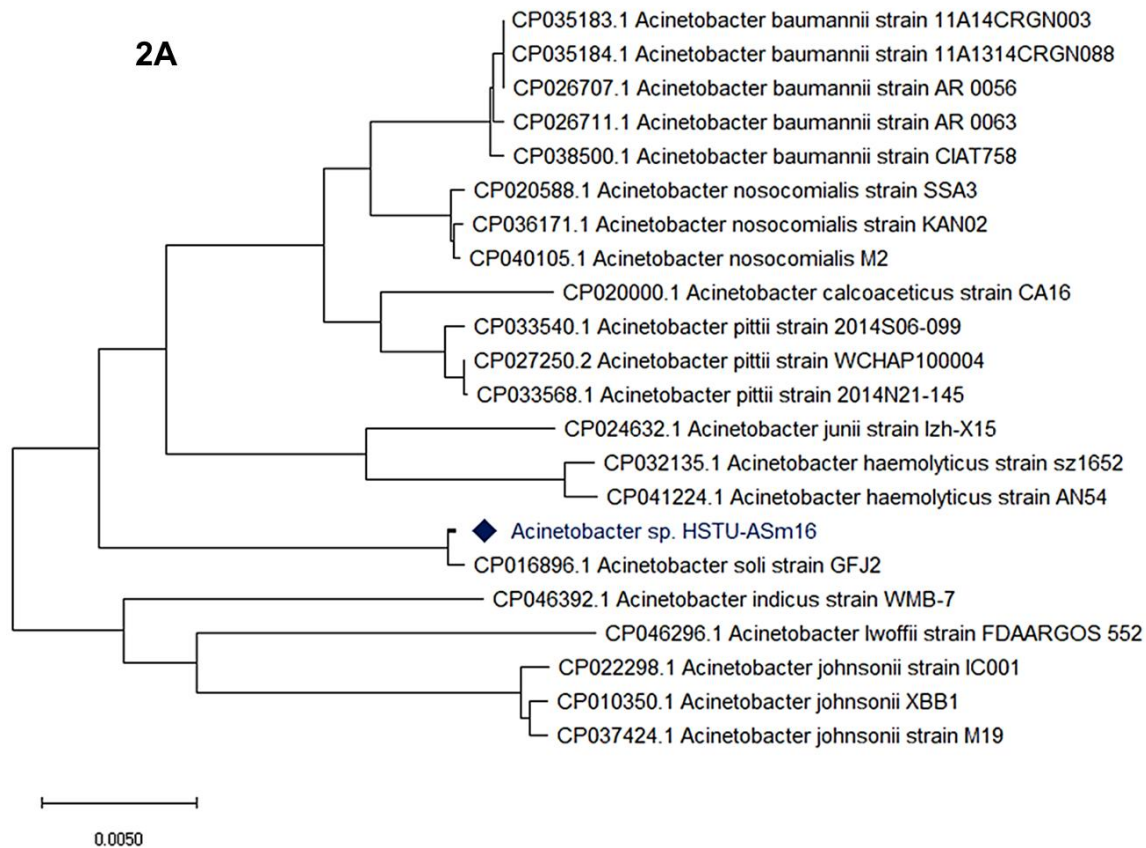 2A
CP035183.1 Acinetobacter baumannii strain 11A14CRGN003
CP035184.1 Acinetobacter baumannii strain 11A1314CRGN088
CP026707.1 Acinetobacter baumannii strain AR 0056
CP026711.1 Acinetobacter baumannii strain AR 0063
CP038500.1 Acinetobacter baumannii strain CIAT758
CP020588.1 Acinetobacter nosocomialis strain SSA3
CP036171.1 Acinetobacter nosocomialis strain KAN02
CP040105.1 Acinetobacter nosocomialis M2
CP020000.1 Acinetobacter calcoaceticus strain CA16
CP033540.1 Acinetobacter pittii strain 2014S06-099
CP027250.2 Acinetobacter pittii strain WCHAP100004
CP033568.1 Acinetobacter pittii strain 2014N21-145
CP024632.1 Acinetobacter junii strain lzh-X15
CP032135.1 Acinetobacter haemolyticus strain sz1652
CP041224.1 Acinetobacter haemolyticus strain AN54
Acinetobacter sp. HSTU-ASm16
CP016896.1 Acinetobacter soli strain GFJ2
CP046392.1 Acinetobacter indicus strain WMB-7
CP046296.1 Acinetobacter lwoffii strain FDAARGOS 552
CP022298.1 Acinetobacter johnsonii strain IC001
CP010350.1 Acinetobacter johnsonii XBB1
CP037424.1 Acinetobacter johnsonii strain M19
0.0050